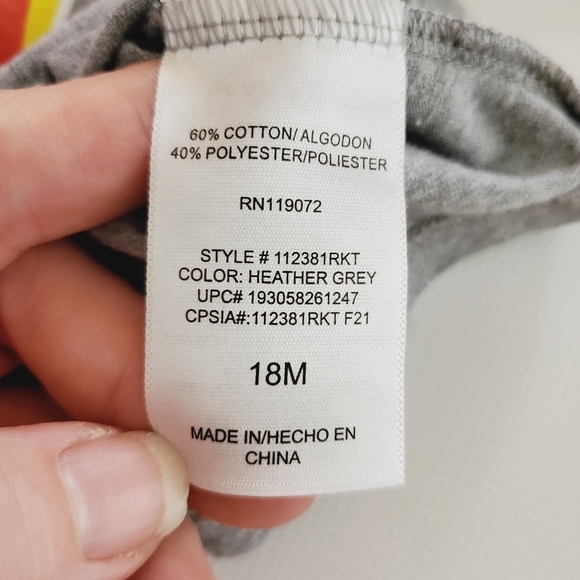 60% COTTON/ ALGODON
40% POLYESTER/POLIESTER
RN119072
STYLE # 112381RKT
COLOR: HEATHER GREY
UPC# 193058261247
CPSIA#:112381RKT F21
18M
MADE IN/HECHO EN
CHINA